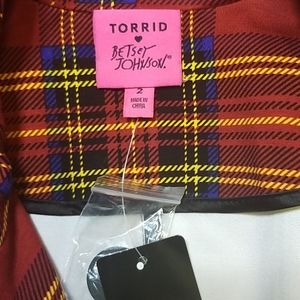 TORRID
BETSEY
JOHNSON
2
MADE IN
CHINA